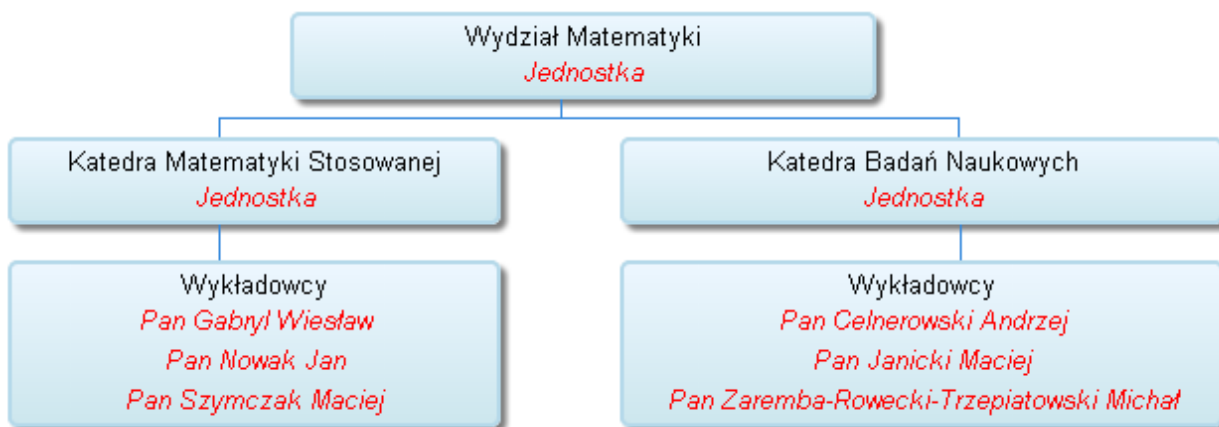 Wydział Matematyki
Jednostka
Katedra Matematyki Stosowanej
Jednostka
Katedra Badań Naukowych
Jednostka
Wykładowcy
Pan Gabryl Wiesław
Pan Nowak Jan
Pan Szymczak Maciej
Wykładowcy
Pan Celnerowski Andrzej
Pan Janicki Maciej
Pan Zaremba-Rowecki-Trzepiatowski Michał